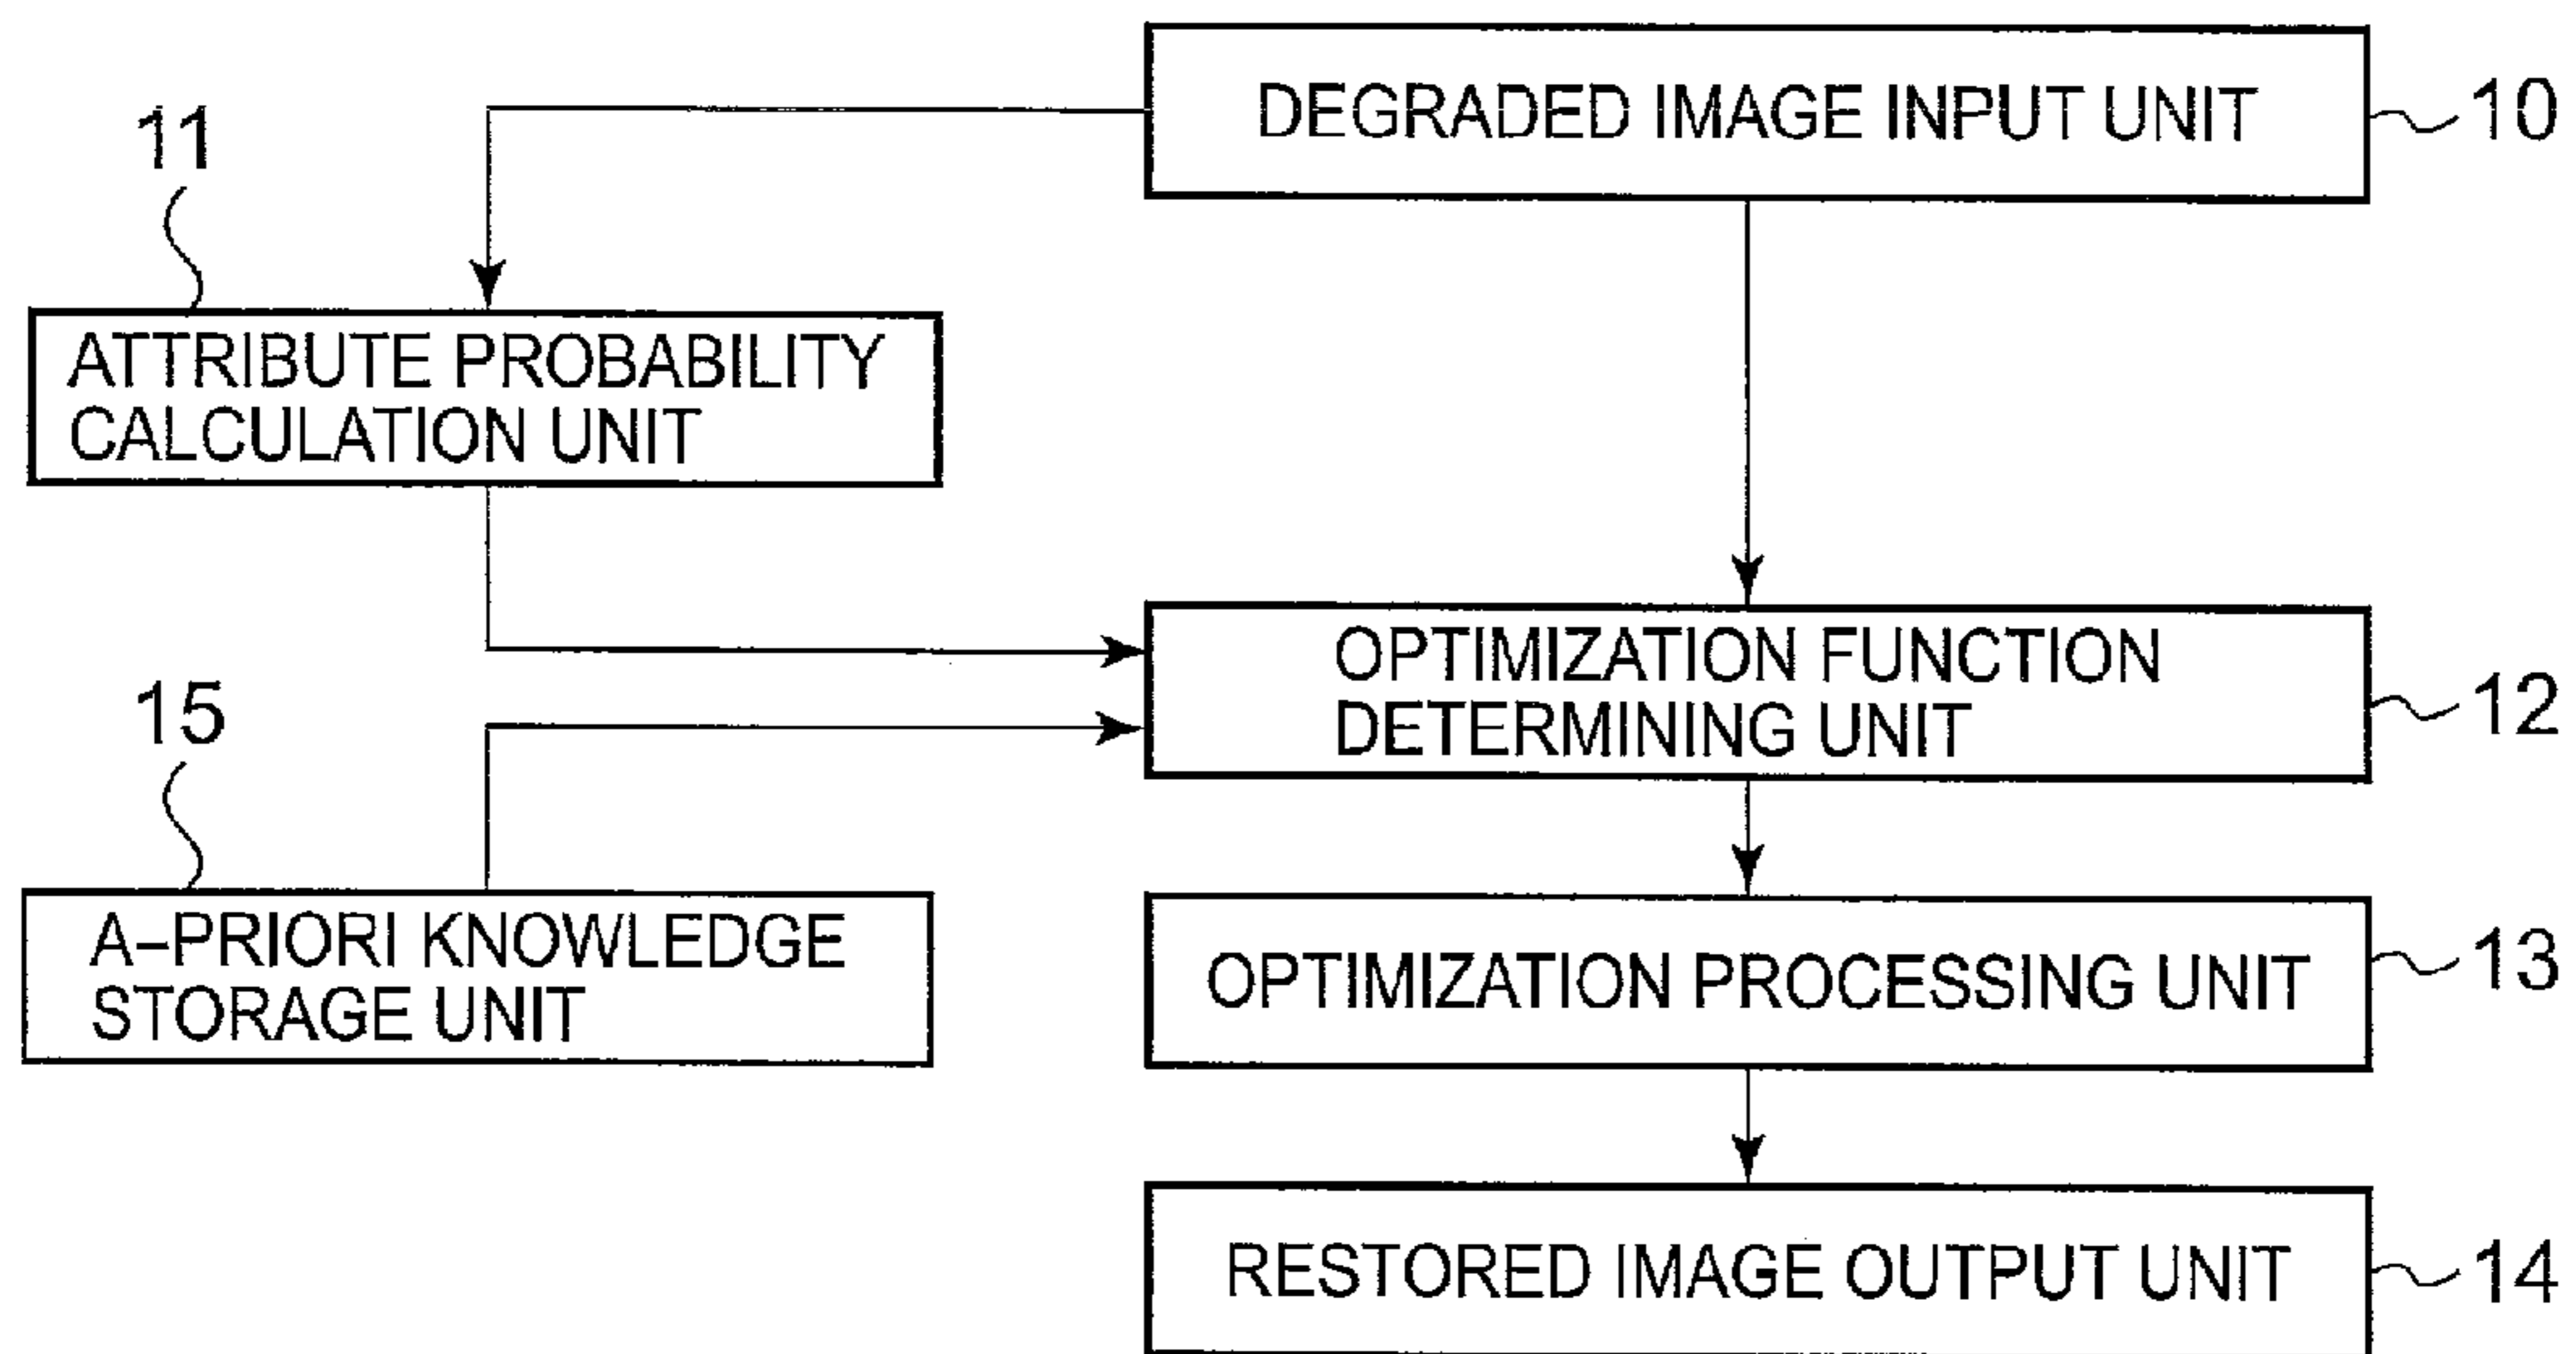 DEGRADED IMAGE INPUT UNIT
10
11
ATTRIBUTE PROBABILITY
CALCULATION UNIT
OPTIMIZATION FUNCTION
DETERMINING UNIT
12
15
A-PRIORI KNOWLEDGE
STORAGE UNIT
OPTIMIZATION PROCESSING UNIT
13
RESTORED IMAGE OUTPUT UNIT
14